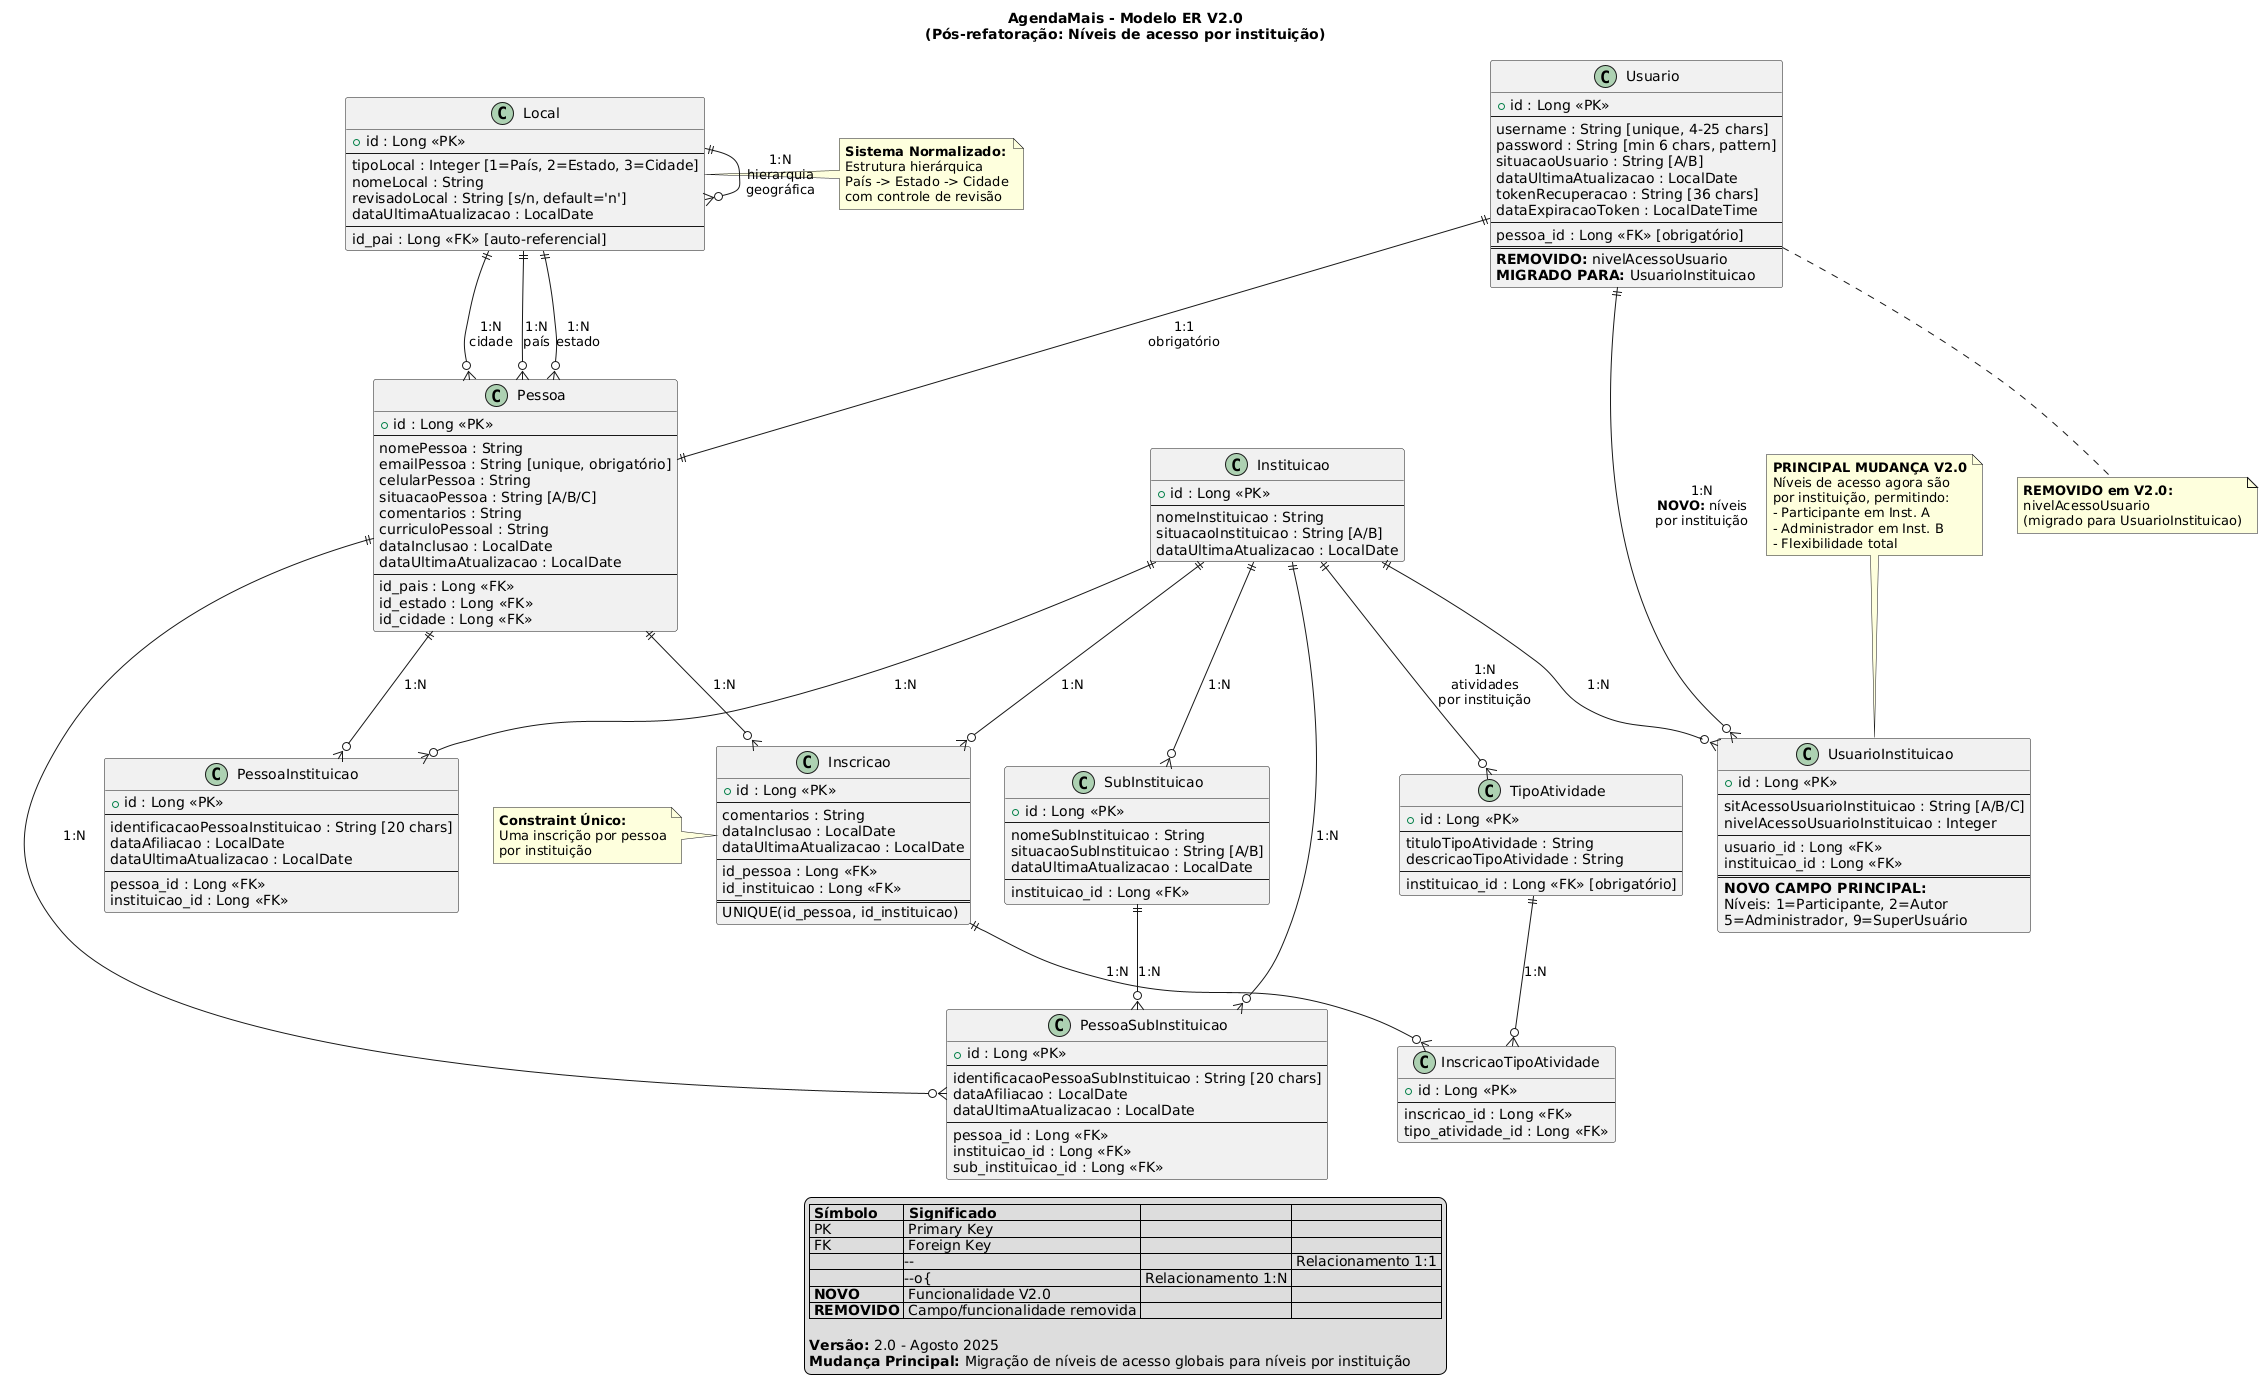 AgendaMais - Modelo ER V2.0
(Pós-refatoração: Níveis de acesso por instituição)
C Usuario
id : Long «PK»
username : String [unique, 4-25 chars]
password : String [min 6 chars, pattern]
situacaoUsuario : String [A/B]
dataUltimaAtualizacao : LocalDate
tokenRecuperacao : String [36 chars]
dataExpiracaoToken : LocalDateTime
pessoa_id : Long «FK» [obrigatório]
REMOVIDO: nivelAcessoUsuario
MIGRADO PARA: UsuarioInstituicao
C Local
id : Long «PK»
tipoLocal : Integer [1=País, 2=Estado, 3=Cidade]
nomeLocal : String
revisadoLocal : String [s/n, default='n']
dataUltimaAtualizacao : LocalDate
id_pai : Long «FK» [auto-referencial]
1:N
hierarquia
geográfica
Sistema Normalizado:
Estrutura hierárquica
País -> Estado -> Cidade
com controle de revisão
1:N
cidade
1:N
país
1:N
estado
1:1
obrigatório
C Pessoa
id : Long «PK»
nomePessoa : String
emailPessoa : String [unique, obrigatório]
celularPessoa : String
situacaoPessoa : String [A/B/C]
comentarios : String
curriculoPessoal : String
dataInclusao : LocalDate
dataUltimaAtualizacao : LocalDate
id_pais : Long «FK»
id_estado : Long «FK»
id_cidade : Long «FK»
C Instituicao
id : Long «PK»
nomeInstituicao : String
situacaoInstituicao : String [A/B]
dataUltimaAtualizacao : LocalDate
1:N
NOVO: níveis
por instituição
PRINCIPAL MUDANÇA V2.0
Níveis de acesso agora são
por instituição, permitindo:
- Participante em Inst. A
- Administrador em Inst. B
- Flexibilidade total
REMOVIDO em V2.0:
nivelAcessoUsuario
(migrado para UsuarioInstituicao)
1:N
1:N
1:N
1:N
1:N
1:N
atividades
por instituição
1:N
C PessoaInstituicao
id : Long «PK»
identificacaoPessoaInstituicao : String [20 chars]
dataAfiliacao : LocalDate
dataUltimaAtualizacao : LocalDate
pessoa_id : Long «FK»
instituicao_id : Long «FK»
Constraint Único:
Uma inscrição por pessoa
por instituição
C Inscricao
id : Long «PK»
comentarios : String
dataInclusao : LocalDate
dataUltimaAtualizacao : LocalDate
id_pessoa : Long «FK»
id_instituicao : Long «FK»
UNIQUE(id_pessoa, id_instituicao)
C SubInstituicao
id : Long «PK»
nomeSubInstituicao : String
situacaoSubInstituicao : String [A/B]
dataUltimaAtualizacao : LocalDate
instituicao_id : Long «FK»
C TipoAtividade
id : Long «PK»
tituloTipoAtividade : String
descricaoTipoAtividade : String
instituicao_id : Long «FK» [obrigatório]
C UsuarioInstituicao
id : Long «PK»
sitAcessoUsuarioInstituicao : String [A/B/C]
nivelAcessoUsuarioInstituicao : Integer
usuario_id : Long «FK»
instituicao_id : Long «FK»
NOVO CAMPO PRINCIPAL:
Níveis: 1=Participante, 2=Autor
5=Administrador, 9=SuperUsuário
1:N
1:N
1:N
1:N
1:N
C PessoaSubInstituicao
id : Long «PK»
identificacaoPessoaSubInstituicao : String [20 chars]
dataAfiliacao : LocalDate
dataUltimaAtualizacao : LocalDate
pessoa_id : Long «FK»
instituicao_id : Long «FK»
sub_instituicao_id : Long «FK»
C InscricaoTipoAtividade
id : Long «PK»
inscricao_id : Long «FK»
tipo_atividade_id : Long «FK»
Símbolo Significado
PK Primary Key
FK Foreign Key
-- Relacionamento 1:1
--o{ Relacionamento 1:N
NOVO Funcionalidade V2.0
REMOVIDO Campo/funcionalidade removida
Versão: 2.0 - Agosto 2025
Mudança Principal: Migração de níveis de acesso globais para níveis por instituição